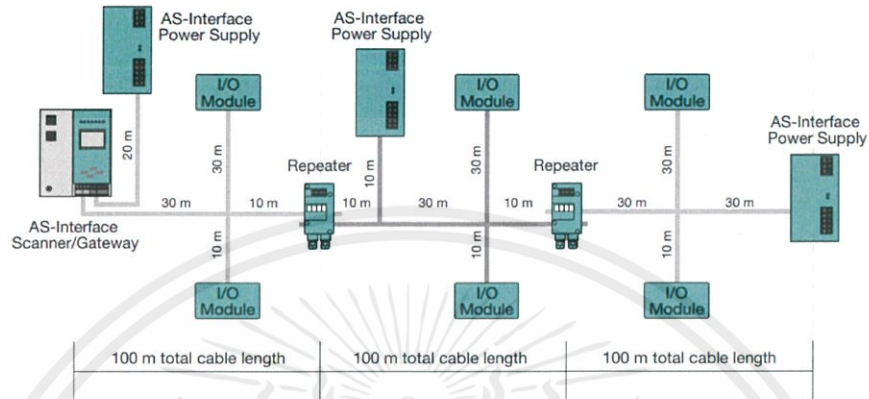 AS-Interface
Power Supply
AS-Interface
Power Supply
I/O
Module
I/O
Module
I/O
Module
AS-Interface
Power Supply
20 m
30 m
Repeater
10 m
30 m
Repeater
30 m
30 m
10 m
10 m
30 m
10 m
30 m
30 m
AS-Interface
Scanner/Gateway
10 m
10 m
10 m
I/O
Module
I/O
Module
I/O
Module
100 m total cable length
100 m total cable length
100 m total cable length